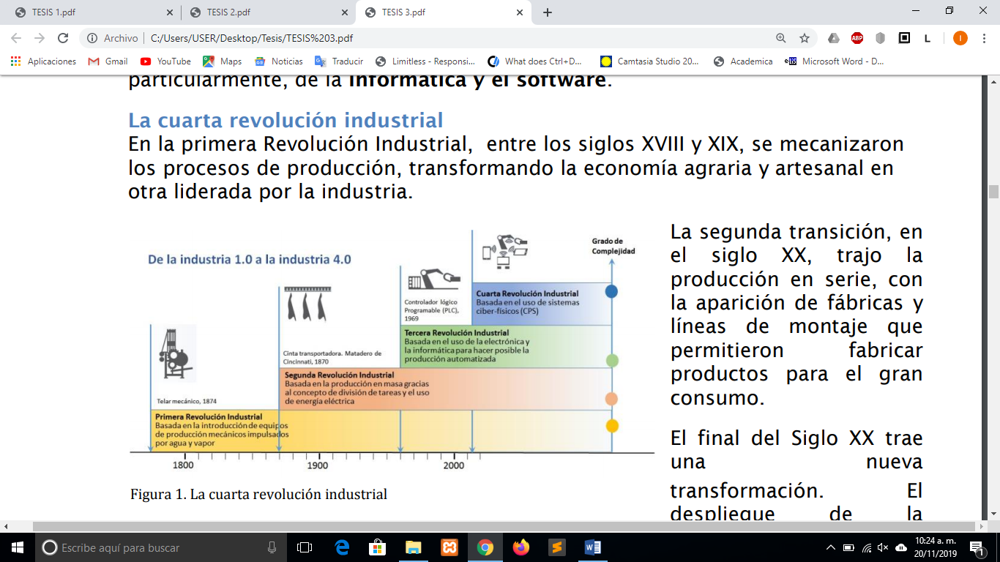 TESIS 1.pdf
TESIS 2.pdf
TESIS 3.pdf
Archivo
C:/Users/USER/Desktop/Tesis/TESIS%203.pdf
ABP
L
I
Aplicaciones
Gmail
YouTube
Maps
Noticias
Traducir
Limitless - Responsi...
What does Ctrl+D...
Camtasia Studio 20...
Academica
Microsoft Word - D...
particularmente, de la informática y el software.
La cuarta revolución industrial
En la primera Revolución Industrial, entre los siglos XVIII y XIX, se mecanizaron
los procesos de producción, transformando la economía agraria y artesanal en
otra liderada por la industria.
De la industria 1.0 a la industria 4.0
Grado de
Complejidad
Cuarta Revolución Industrial
Basada en el uso de sistemas
ciber-físicos (CPS)
Controlador lógico
Programable (PLC),
1969
Tercera Revolución Industrial
Basada en el uso de la electrónica y
la informática para hacer posible la
producción automatizada
Cinta transportadora. Matadero de
Cincinnati, 1870
Segunda Revolución Industrial
Basada en la producción en masa gracias
al concepto de división de tareas y el uso
de energía eléctrica
Telar mecánico, 1874
Primera Revolución Industrial
Basada en la introducción de equipos
de producción mecánicos impulsados
por agua y vapor
1800
1900
2000
Figura 1. La cuarta revolución industrial
La segunda transición, en
el siglo XX, trajo la
producción en serie, con
la aparición de fábricas y
líneas de montaje que
permitieron fabricar
productos para el gran
consumo.
El final del Siglo XX trae
una nueva
transformación. El
despliegue de la
Escribe aquí para buscar
10:24 a. m.
20/11/2019
1